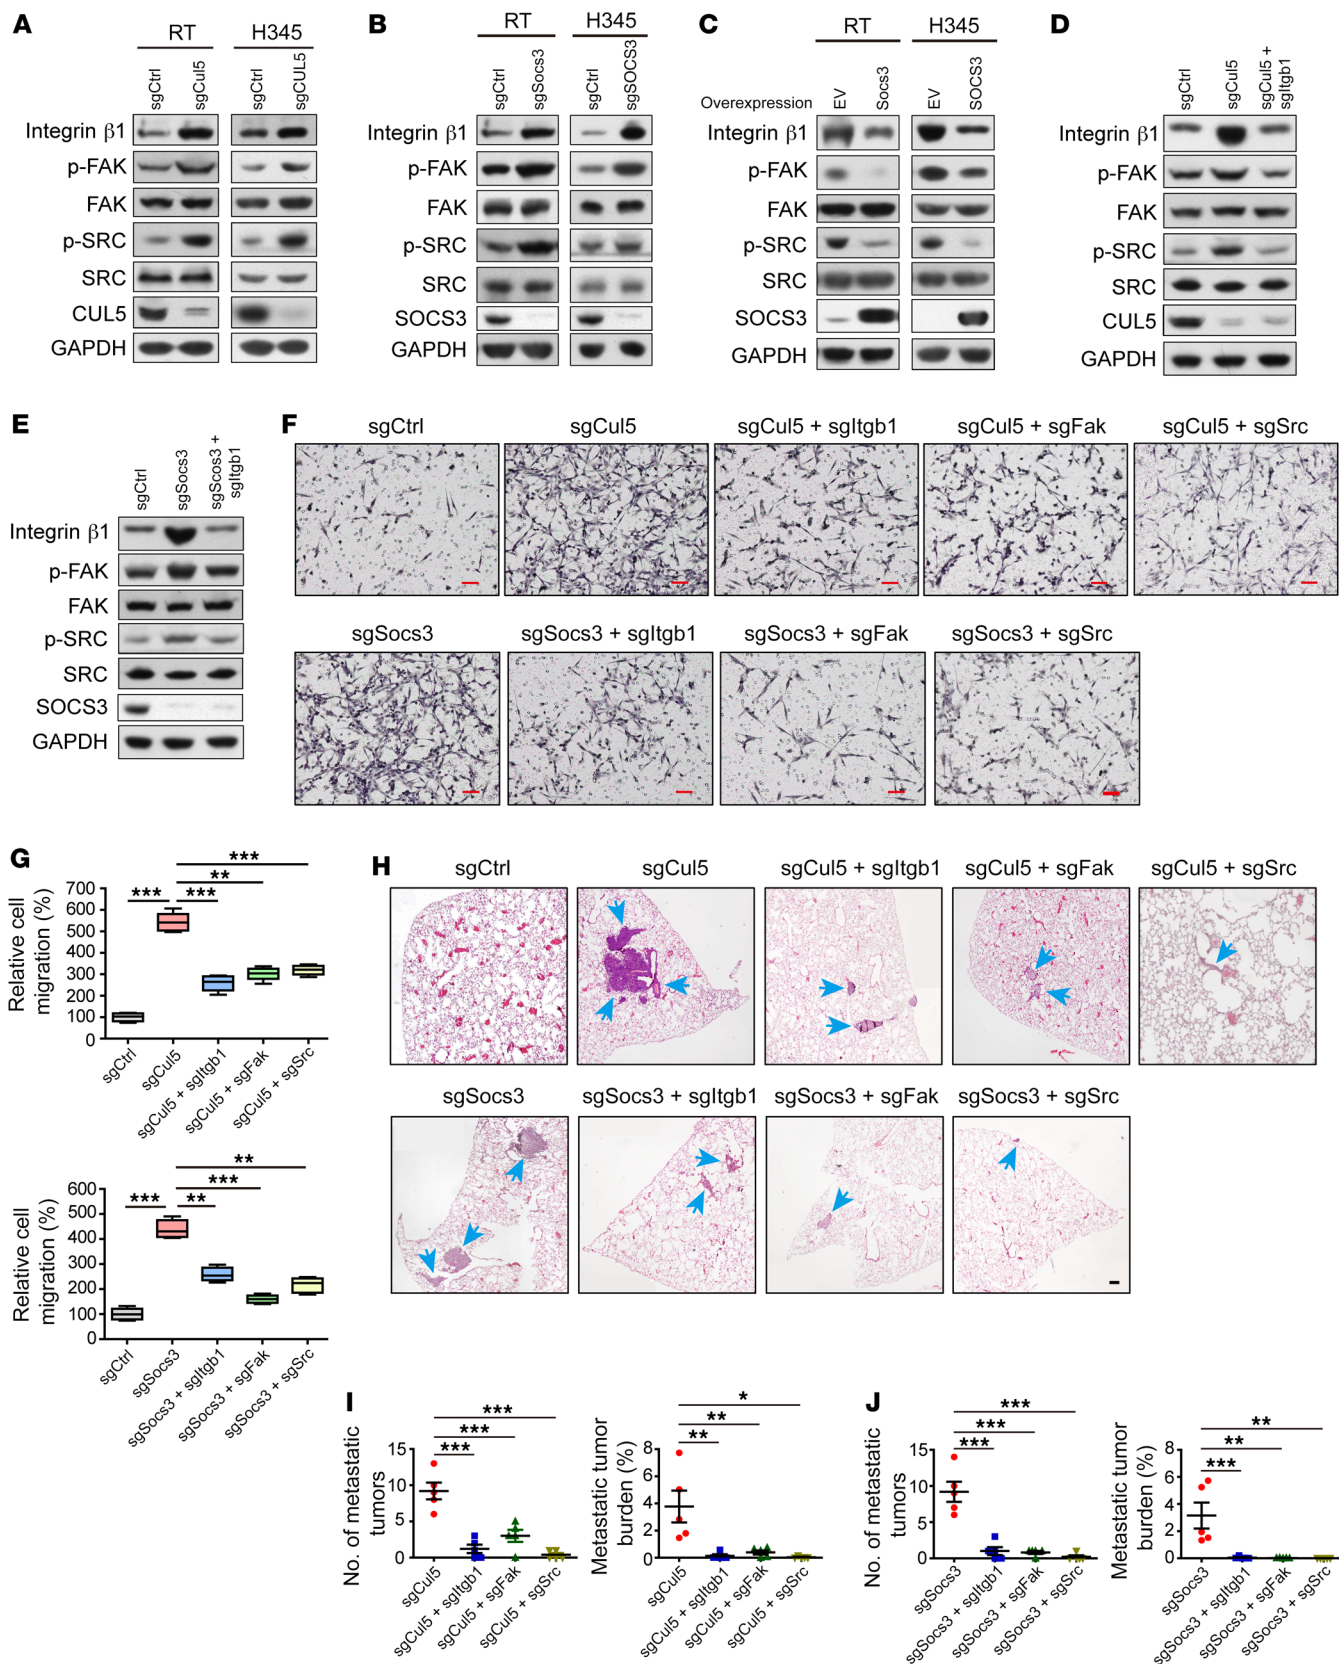 A
RT
H345
sgCtrl
sgCul5
sgCtrl
sgCUL5
Integrin β1
p-FAK
FAK
p-SRC
SRC
CUL5
GAPDH
B
RT
H345
sgCtrl
sgSocs3
sgCtrl
sgSOCS3
Integrin β1
p-FAK
FAK
p-SRC
SRC
SOCS3
GAPDH
C
RT
H345
Overexpression
EV
Socs3
EV
SOCS3
Integrin β1
p-FAK
FAK
p-SRC
SRC
SOCS3
GAPDH
D
sgCtrl
sgCul5
sgCul5 +
sgItgb1
Integrin β1
p-FAK
FAK
p-SRC
SRC
CUL5
GAPDH
E
sgCtrl
sgSocs3
sgScos3 +
sgItgb1
Integrin β1
p-FAK
FAK
p-SRC
SRC
SOCS3
GAPDH
F
sgCtrl
sgCul5
sgCul5 + sgItgb1
sgCul5 + sgFak
sgCul5 + sgSrc
sgSocs3
sgSocs3 + sgItgb1
sgSocs3 + sgFak
sgSocs3 + sgSrc
G
Relative cell
migration (%)
700
600
500
400
300
200
100
0
***
***
**
***
sgCtrl
sgCul5
sgCul5 + sgItgb1
sgCul5 + sgFak
sgCul5 + sgSrc
Relative cell
migration (%)
600
500
400
300
200
100
0
***
**
***
**
sgCtrl
sgSocs3
sgSocs3 + sgItgb1
sgSocs3 + sgFak
sgSocs3 + sgSrc
H
sgCtrl
sgCul5
sgCul5 + sgItgb1
sgCul5 + sgFak
sgCul5 + sgSrc
sgSocs3
sgSocs3 + sgItgb1
sgSocs3 + sgFak
sgSocs3 + sgSrc
I
No. of metastatic
tumors
15
10
5
0
***
***
***
sgCul5
sgCul5 + sgItgb1
sgCul5 + sgFak
sgCul5 + sgSrc
Metastatic tumor
burden (%)
8
6
4
2
0
*
**
**
sgCul5
sgCul5 + sgItgb1
sgCul5 + sgFak
sgCul5 + sgSrc
J
No. of metastatic
tumors
15
10
5
0
***
***
***
sgSocs3
sgSocs3 + sgItgb1
sgSocs3 + sgFak
sgSocs3 + sgSrc
Metastatic tumor
burden (%)
8
6
4
2
0
**
**
***
sgSocs3
sgSocs3 + sgItgb1
sgSocs3 + sgFak
sgSocs3 + sgSrc